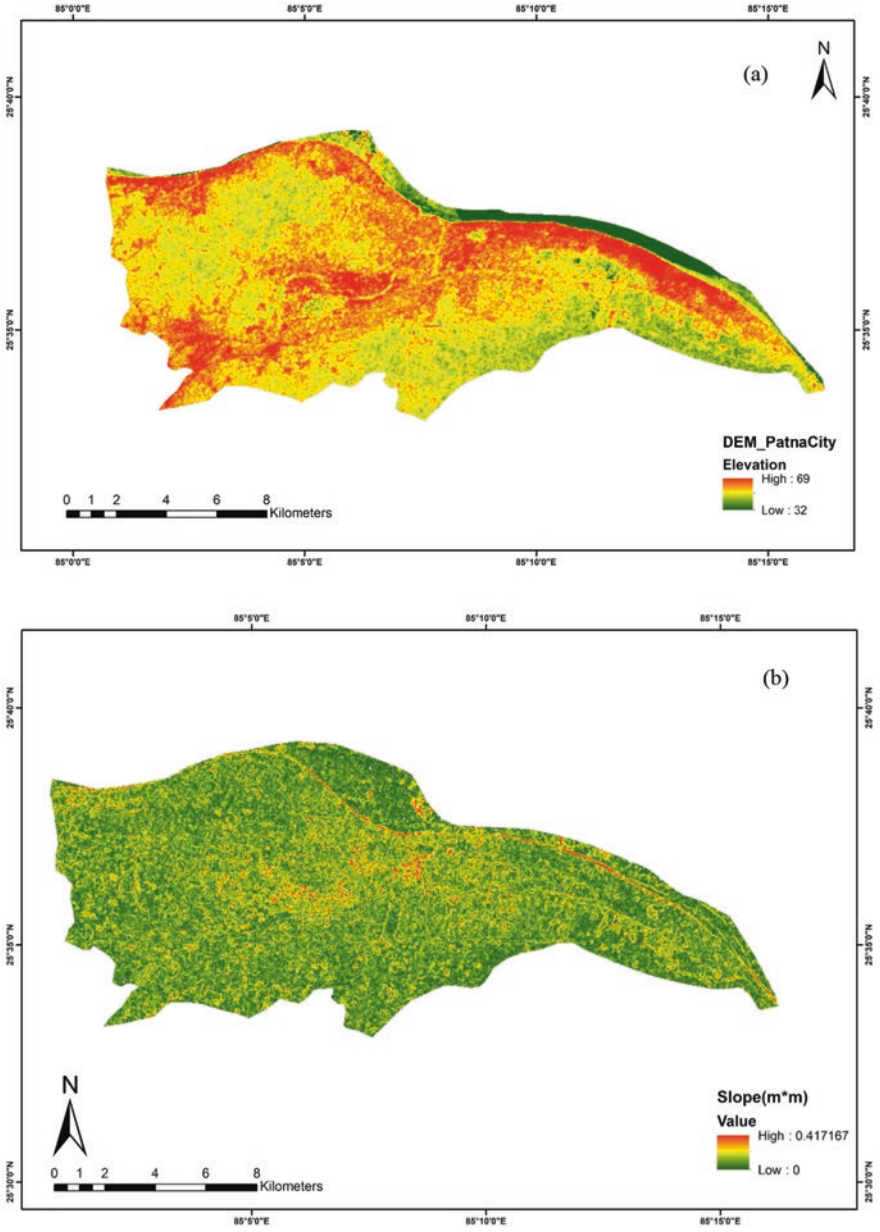 85°0'0"E 85°5'0"E 85°10'0"E 85°15'0"E
(a)
N
25°40'0"N 25°40'0"N
25°35'0"N 25°35'0"N
DEM_PatnaCity
Elevation
High : 69
Low : 32
0 1 2 4 6 8
Kilometers
85°0'0"E 85°5'0"E 85°10'0"E 85°15'0"E
85°5'0"E 85°10'0"E 85°15'0"E
(b)
25°40'0"N 25°40'0"N
25°35'0"N 25°35'0"N
N
Slope(m*m)
Value
High : 0.417167
Low : 0
0 1 2 4 6 8
Kilometers
25°30'0"N 25°30'0"N
85°5'0"E 85°10'0"E 85°15'0"E